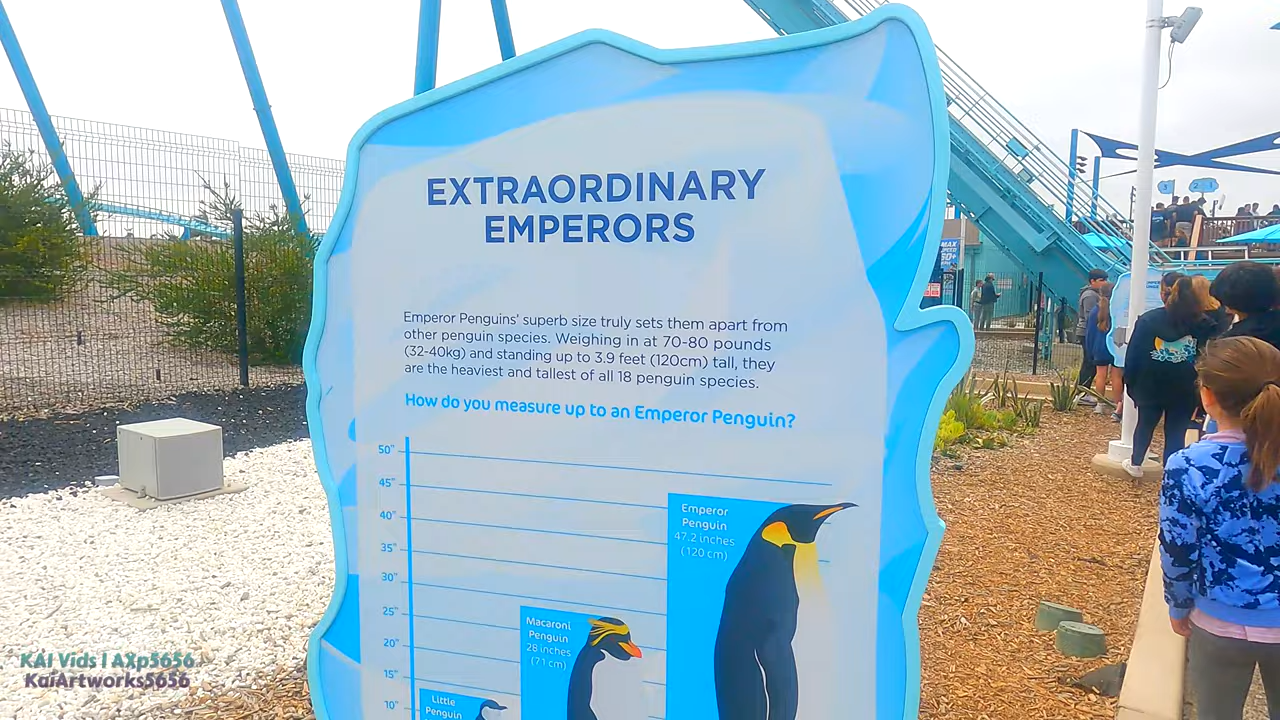 EXTRAORDINARY
EMPERORS
Emperor Penguins' superb size truly sets them apart from
other penguin species. Weighing in at 70-80 pounds
(32-40kg) and standing up to 3.9 feet (120cm) tall, they
are the heaviest and tallest of all 18 penguin species.
How do you measure up to an Emperor Penguin?
50"
45"
40"
35"
30"
25"
20"
15"
10"
Emperor
Penguin
47.2 inches
(120 cm)
Macaroni
Penguin
28 inches
(71 cm)
Little
Penguin
KAI Vids | AXp5656
KaiArtworks5656